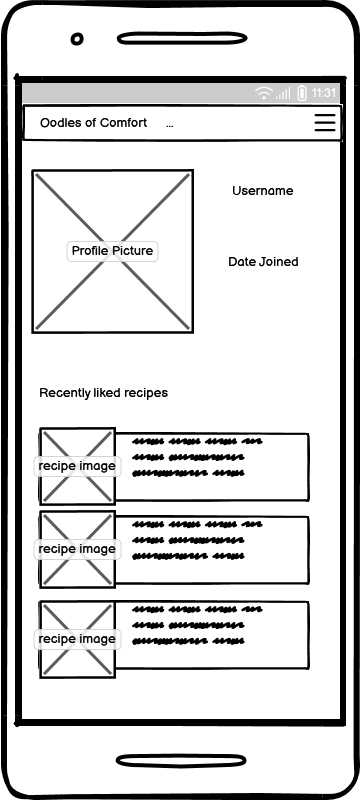 11:31
Oodles of Comfort ...
Username
Profile Picture
Date Joined
Recently liked recipes
recipe image
recipe image
recipe image